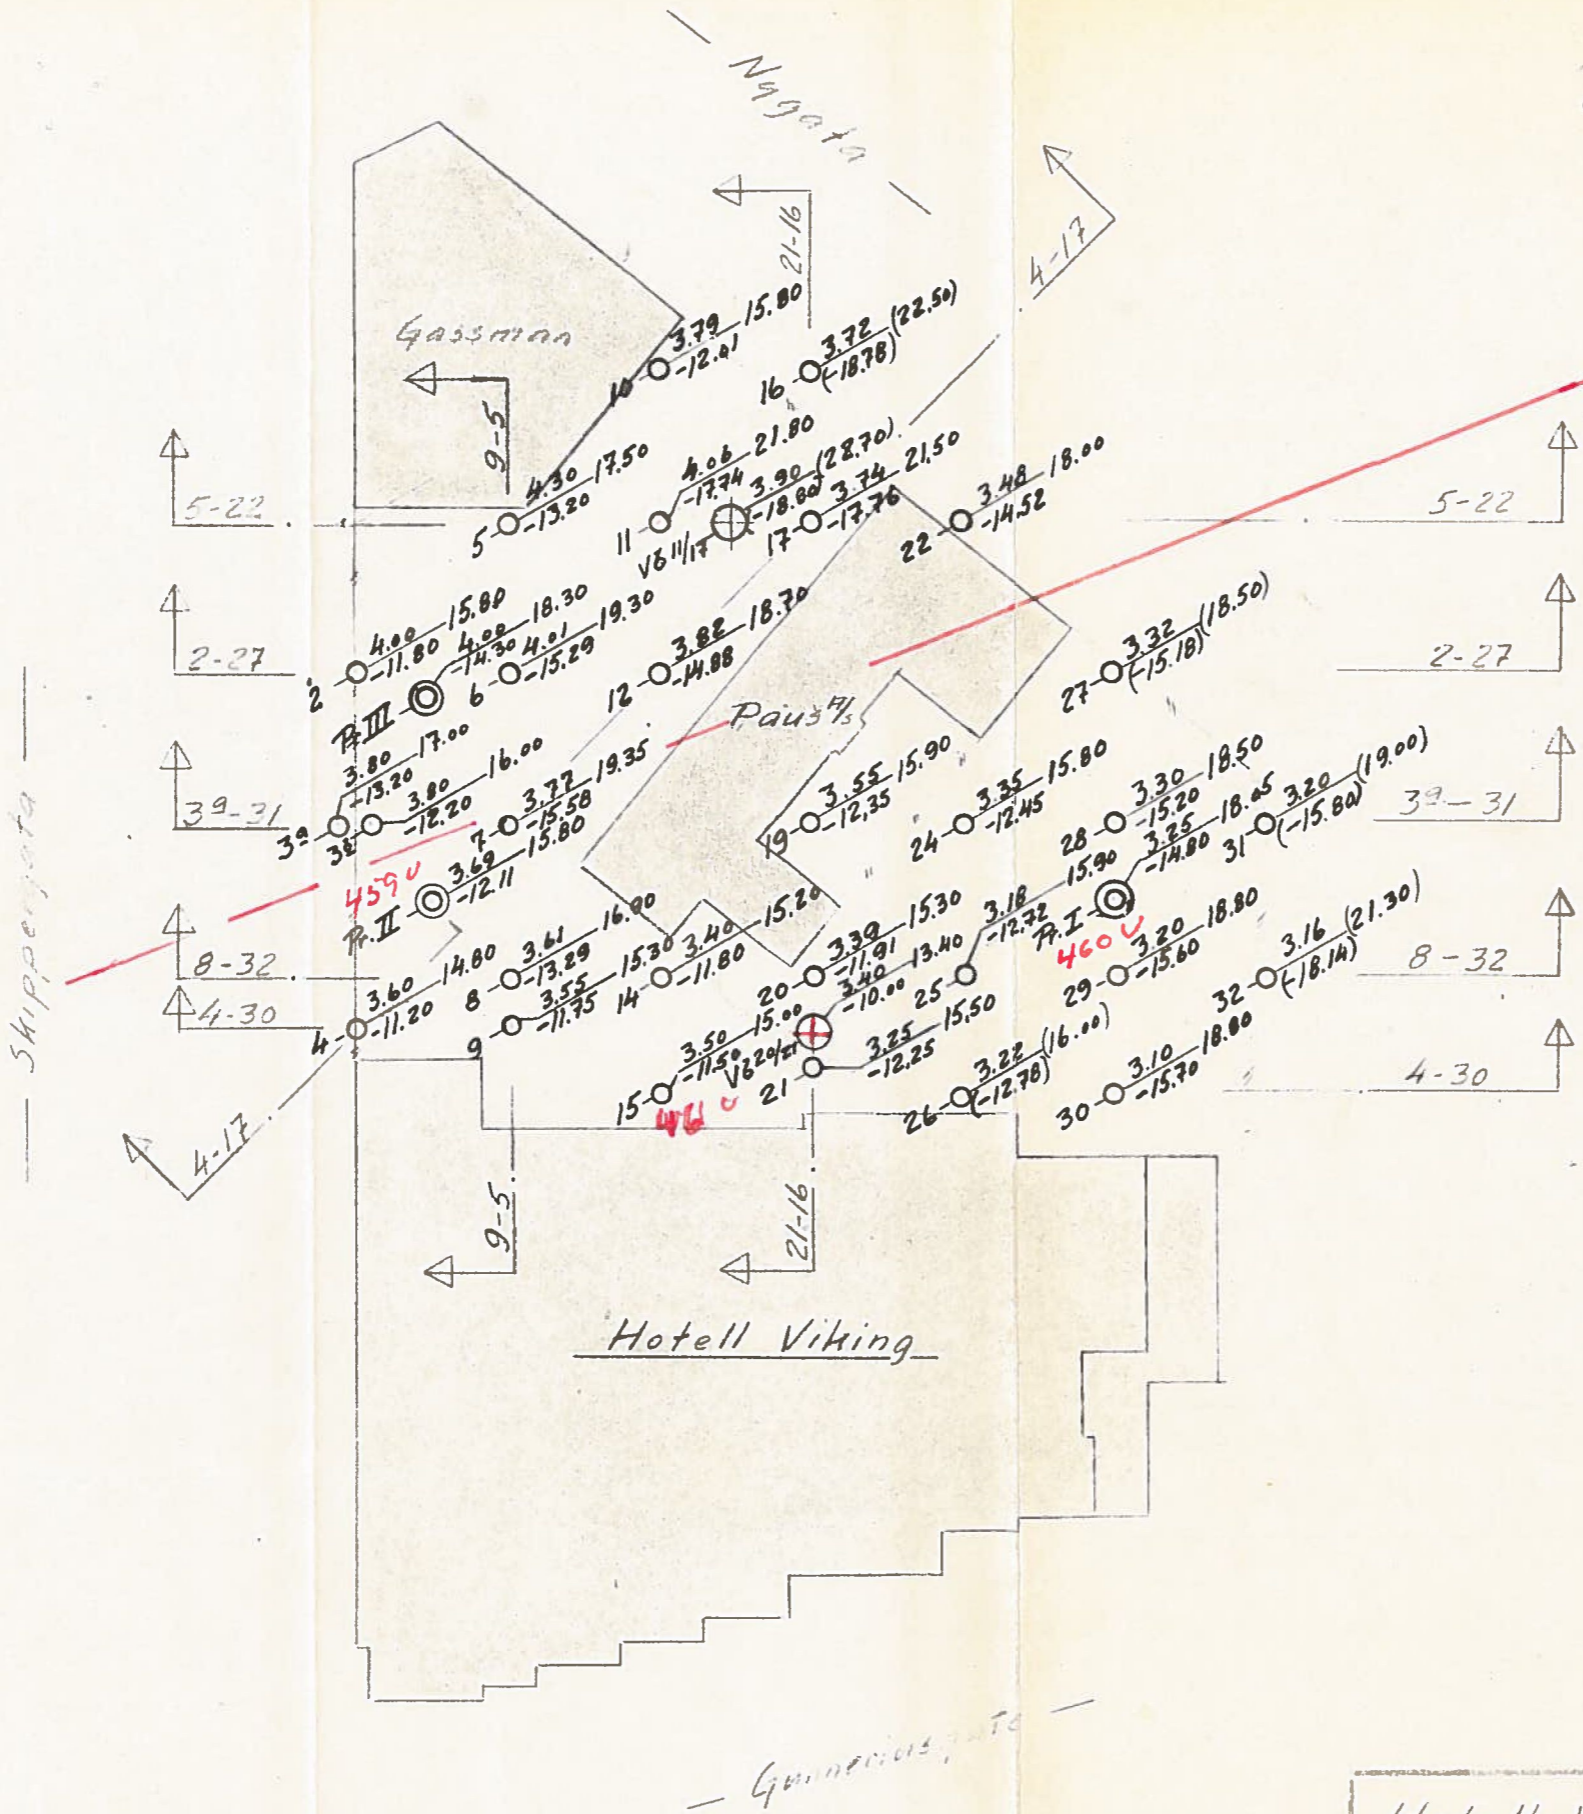 Nygata
21-16
4-17
Gassman
9-5
10 3.79 15.80
-12.01
16 3.72 (22.50)
(-18.78)
5-22
5 4.30 17.50
-13.20
11 4.06 21.80
-17.74
VB 11/17 3.90 (22.70)
-18.80
17 3.74 21.50
-17.76
22 3.48 18.00
-14.52
5-22
2-27
2 4.00 15.80
-11.80
Pr. III 4.00 18.30
-14.30
6 4.01 19.30
-15.29
12 3.82 18.70
-14.88
27 3.32 (18.50)
(-15.18)
2-27
Paus A/S
3a-31
3a 3.80 17.00
-13.20
3b 3.80 16.00
-12.20
7 3.77 19.35
-15.58
19 3.55 15.90
-12.35
24 3.35 15.80
-12.45
28 3.30 18.50
-15.20
31 3.20 (19.00)
(-15.80)
3a-31
459 U
Pr. II 3.69 15.80
-12.11
Pr. I 3.25 18.05
-14.80
460 U
8-32
8 3.61 16.90
-13.29
14 3.40 15.20
-11.80
20 3.39 15.30
-11.91
25 3.18 15.90
-12.72
29 3.20 18.80
-15.60
32 3.16 (21.30)
(-18.14)
8-32
4-30
4 3.60 14.80
-11.20
9 3.55 15.30
-11.75
15 3.50 15.00
-11.50
VB 20/21 3.40 13.40
-10.00
21 3.25 15.50
-12.25
26 3.22 (16.00)
(-12.78)
30 3.10 18.80
-15.70
4-30
461 U
4-17
Skippergata
9-5
21-16
Hotell Viking